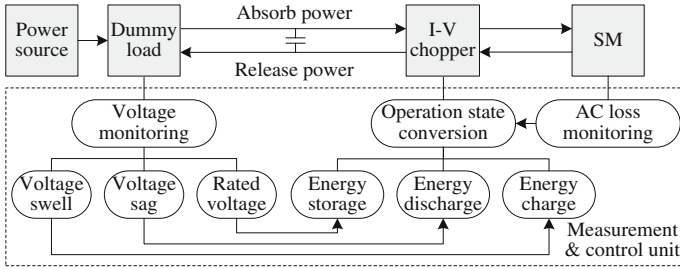 Absorb power
Power source
Dummy load
I-V chopper
SM
Release power
Voltage monitoring
Operation state conversion
AC loss monitoring
Voltage swell
Voltage sag
Rated voltage
Energy storage
Energy discharge
Energy charge
Measurement & control unit